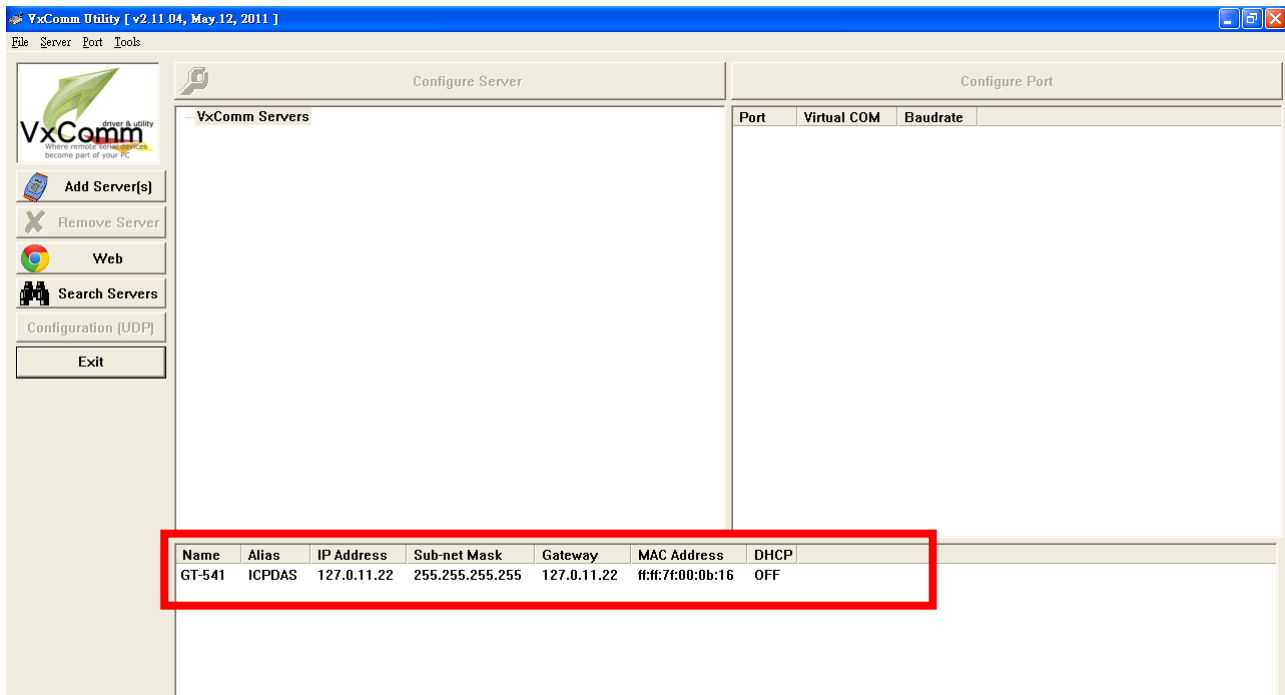 VxComm Utility [ v2.11.04, May.12, 2011 ]
File Server Port Tools
VxComm
driver & utility
Where remote serial devices
become part of your PC
Add Server(s)
Remove Server
Web
Search Servers
Configuration (UDP)
Exit
Configure Server
VxComm Servers
Configure Port
Port Virtual COM Baudrate
Name Alias IP Address Sub-net Mask Gateway MAC Address DHCP
GT-541 ICPDAS 127.0.11.22 255.255.255.255 127.0.11.22 ff:ff:7f:00:0b:16 OFF